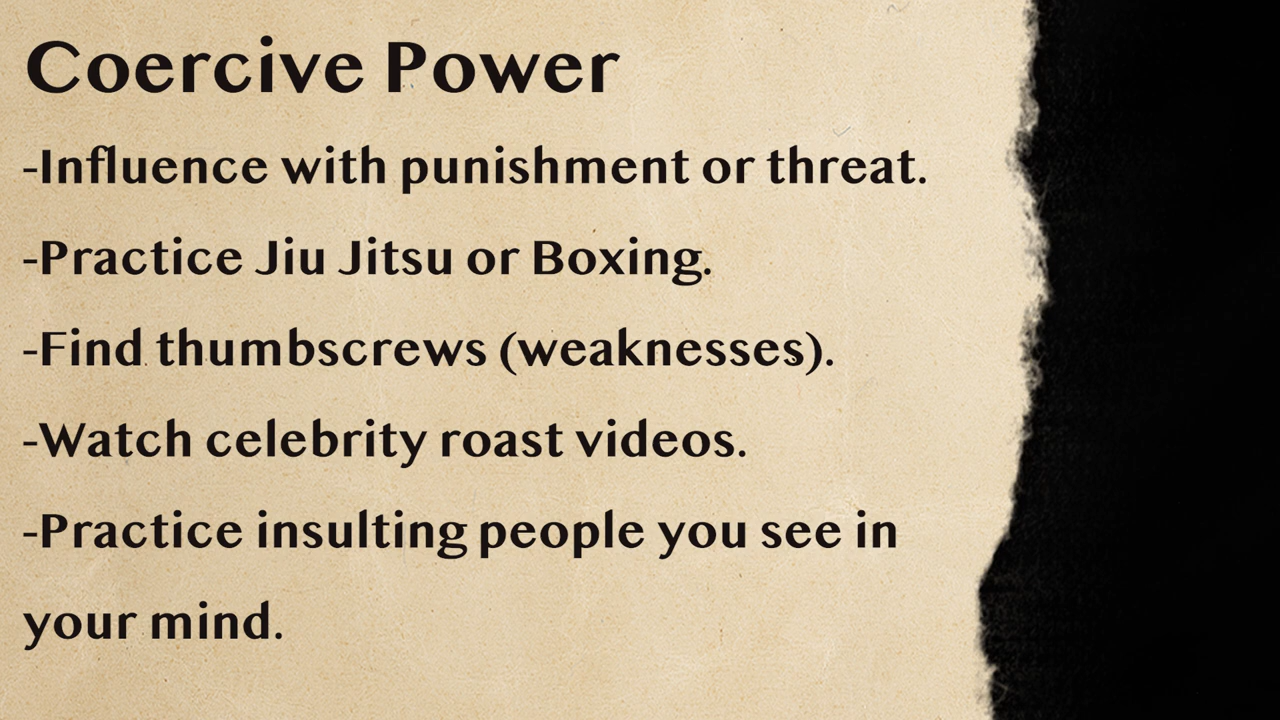 Coercive Power
-Influence with punishment or threat.
-Practice Jiu Jitsu or Boxing.
-Find thumbscrews (weaknesses).
-Watch celebrity roast videos.
-Practice insulting people you see in
your mind.